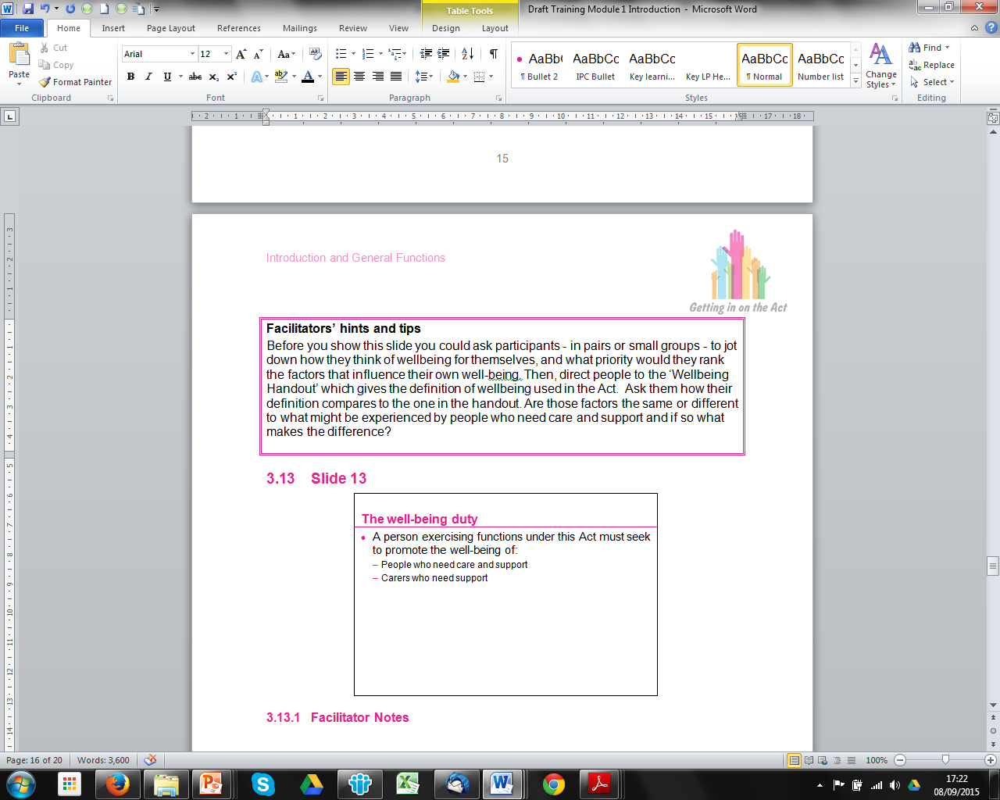 Table Tools
Draft Training Module 1 Introduction - Microsoft Word
File Home Insert Page Layout References Mailings Review View Design Layout
Paste
Cut
Copy
Format Painter
Arial 12
AaBbC AaBbCc AaBbCc AaBbCc AaBbCc
¶ Bullet 2 IPC Bullet Key learni... Key LP He... ¶ Normal Number list
Change Styles
Find
Replace
Select
Clipboard Font Paragraph Styles Editing
15
Introduction and General Functions
Getting in on the Act
Facilitators’ hints and tips
Before you show this slide you could ask participants - in pairs or small groups - to jot
down how they think of wellbeing for themselves, and what priority would they rank
the factors that influence their own well-being. Then, direct people to the ‘Wellbeing
Handout’ which gives the definition of wellbeing used in the Act.  Ask them how their
definition compares to the one in the handout. Are those factors the same or different
to what might be experienced by people who need care and support and if so what
makes the difference?
3.13 Slide 13
The well-being duty
• A person exercising functions under this Act must seek
to promote the well-being of:
– People who need care and support
– Carers who need support
3.13.1 Facilitator Notes
Page: 16 of 20 Words: 3,600 100%
17:22
08/09/2015